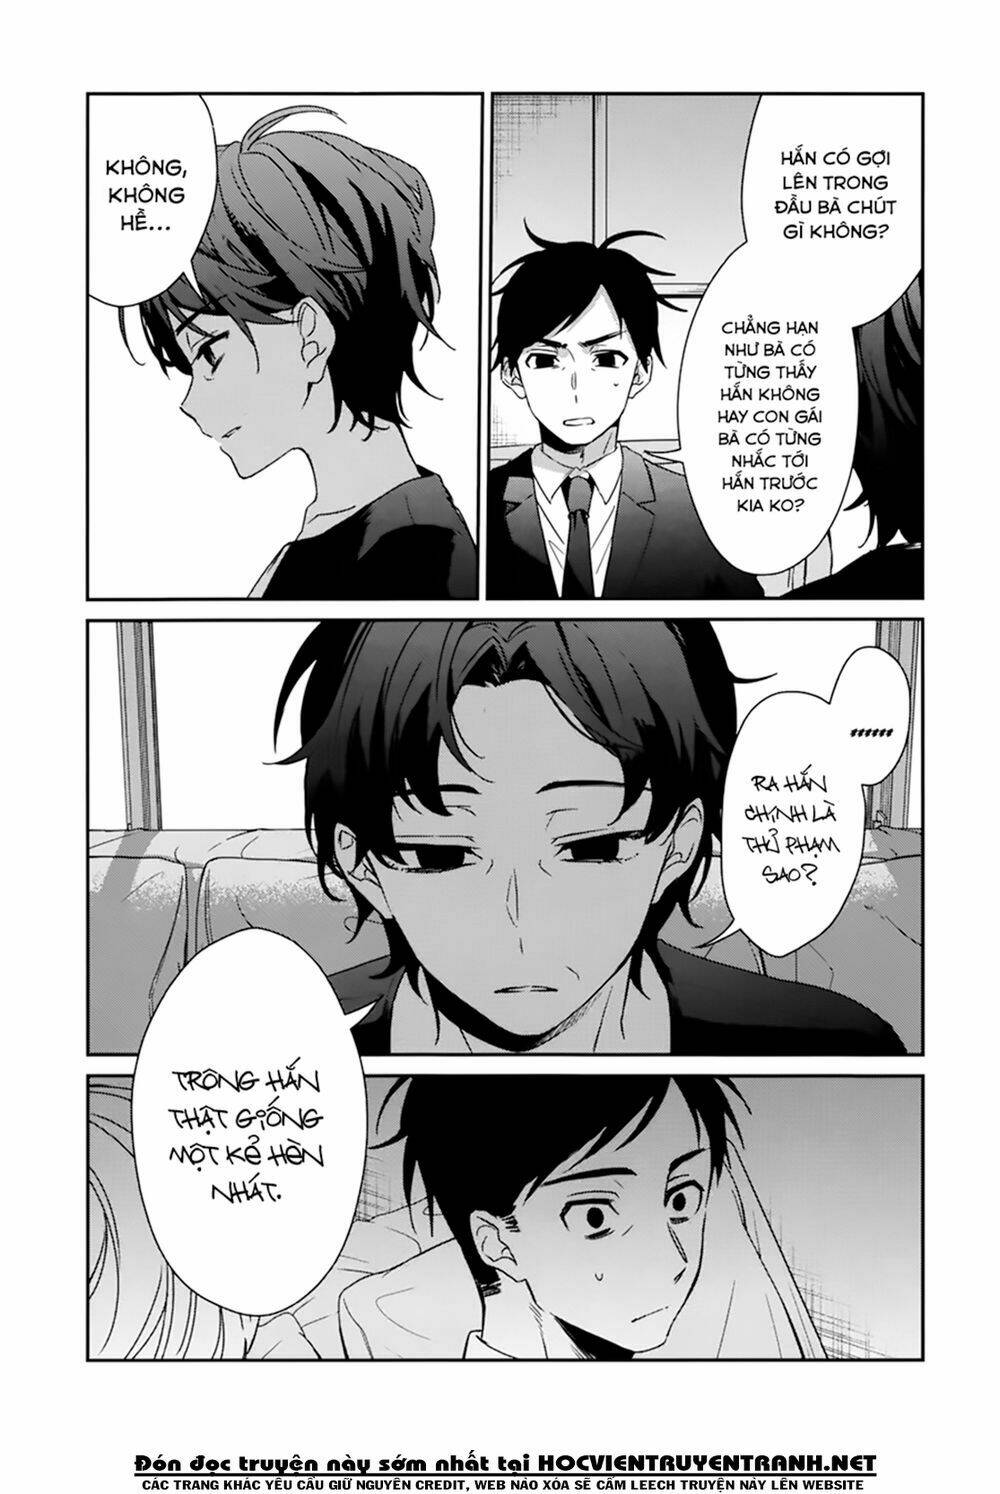 HẮN CÓ GỢI
LÊN TRONG
ĐẦU BÀ CHÚT
GÌ KHÔNG?
CHẲNG HẠN
NHƯ BÀ CÓ
TỪNG THẤY
HẮN KHÔNG
HAY CON GÁI
BÀ CÓ TỪNG
NHẮC TỚI
HẮN TRƯỚC
KIA KO?
KHÔNG,
KHÔNG
HỀ...
......
RA HẮN
CHÍNH LÀ
THỦ PHẠM
SAO?
TRÔNG HẮN
THẬT GIỐNG
MỘT KẺ HÈN
NHÁT.
Đón đọc truyện này sớm nhất tại HOCVIENTRUYENTRANH.NET
CÁC TRANG KHÁC YÊU CẦU GIỮ NGUYÊN CREDIT, WEB NÀO XÓA SẼ CẤM LEECH TRUYỆN NÀY LÊN WEBSITE